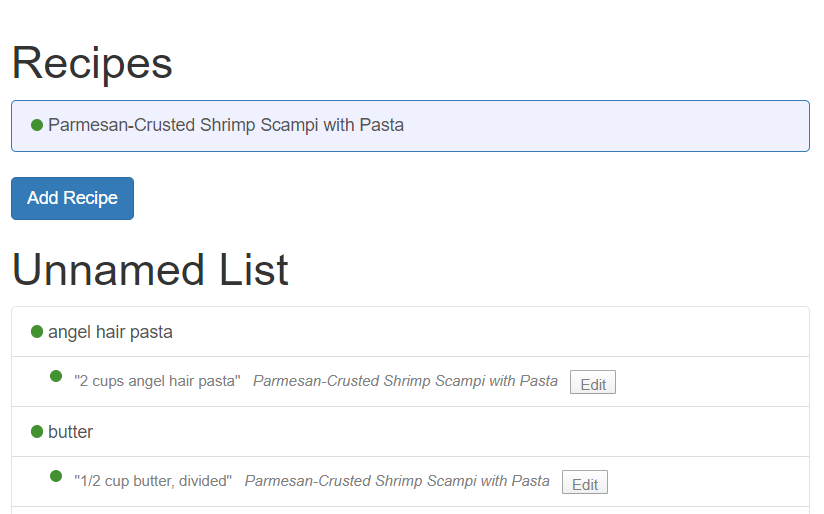 Recipes
Parmesan-Crusted Shrimp Scampi with Pasta
Add Recipe
Unnamed List
angel hair pasta
"2 cups angel hair pasta" Parmesan-Crusted Shrimp Scampi with Pasta Edit
butter
"1/2 cup butter, divided" Parmesan-Crusted Shrimp Scampi with Pasta Edit